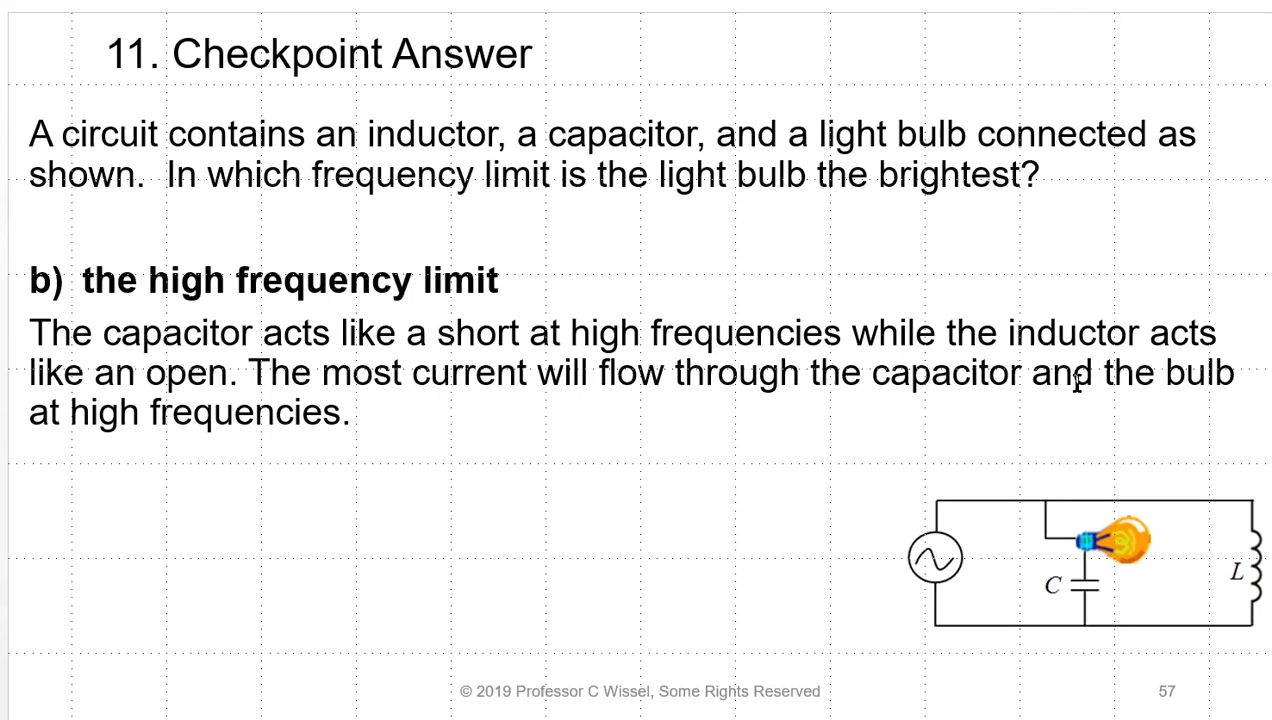 11. Checkpoint Answer
A circuit contains an inductor, a capacitor, and a light bulb connected as
shown. In which frequency limit is the light bulb the brightest?
b) the high frequency limit
The capacitor acts like a short at high frequencies while the inductor acts
like an open. The most current will flow through the capacitor and the bulb
at high frequencies.
C
L
© 2019 Professor C Wissel, Some Rights Reserved
57